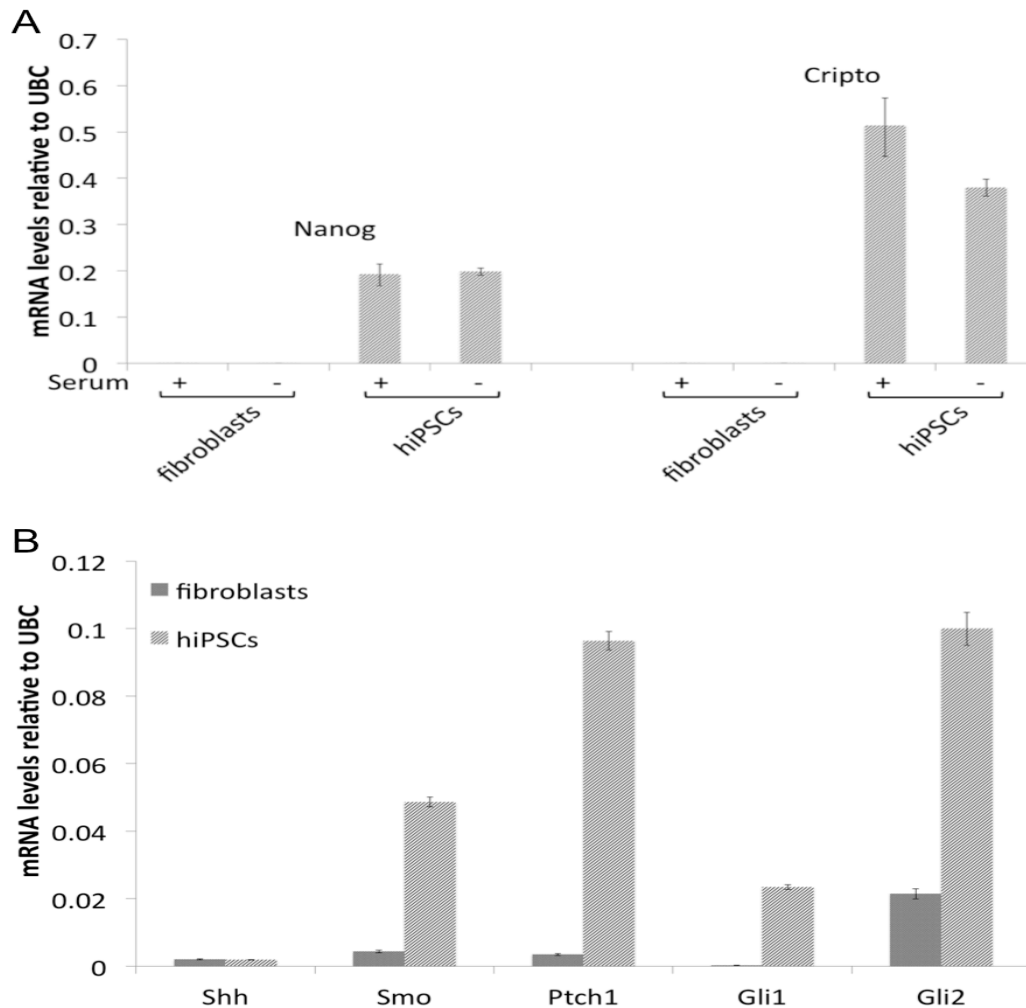 A
mRNA levels relative to UBC
0.7
0.6
0.5
0.4
0.3
0.2
0.1
0
Nanog
Cripto
Serum + - + - + - + -
fibroblasts hiPSCs fibroblasts hiPSCs
B
mRNA levels relative to UBC
0.12
0.1
0.08
0.06
0.04
0.02
0
fibroblasts
hiPSCs
Shh Smo Ptch1 Gli1 Gli2